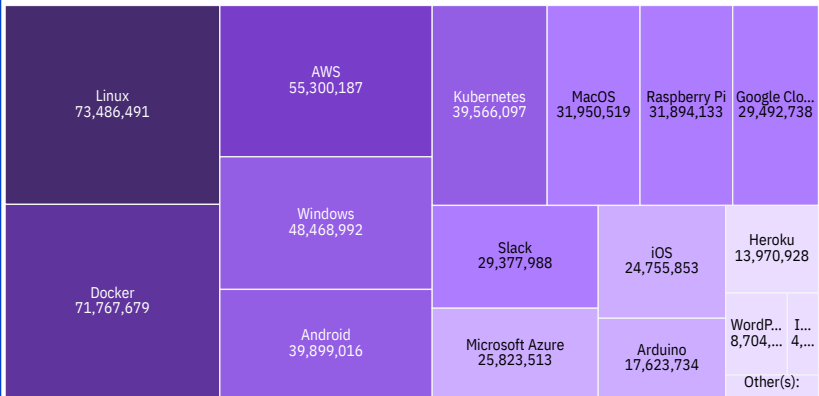 Linux
73,486,491
Docker
71,767,679
AWS
55,300,187
Windows
48,468,992
Android
39,899,016
Kubernetes
39,566,097
MacOS
31,950,519
Raspberry Pi
31,894,133
Google Clo...
29,492,738
Slack
29,377,988
Microsoft Azure
25,823,513
iOS
24,755,853
Arduino
17,623,734
Heroku
13,970,928
WordP...
8,704,...
I...
4,...
Other(s):